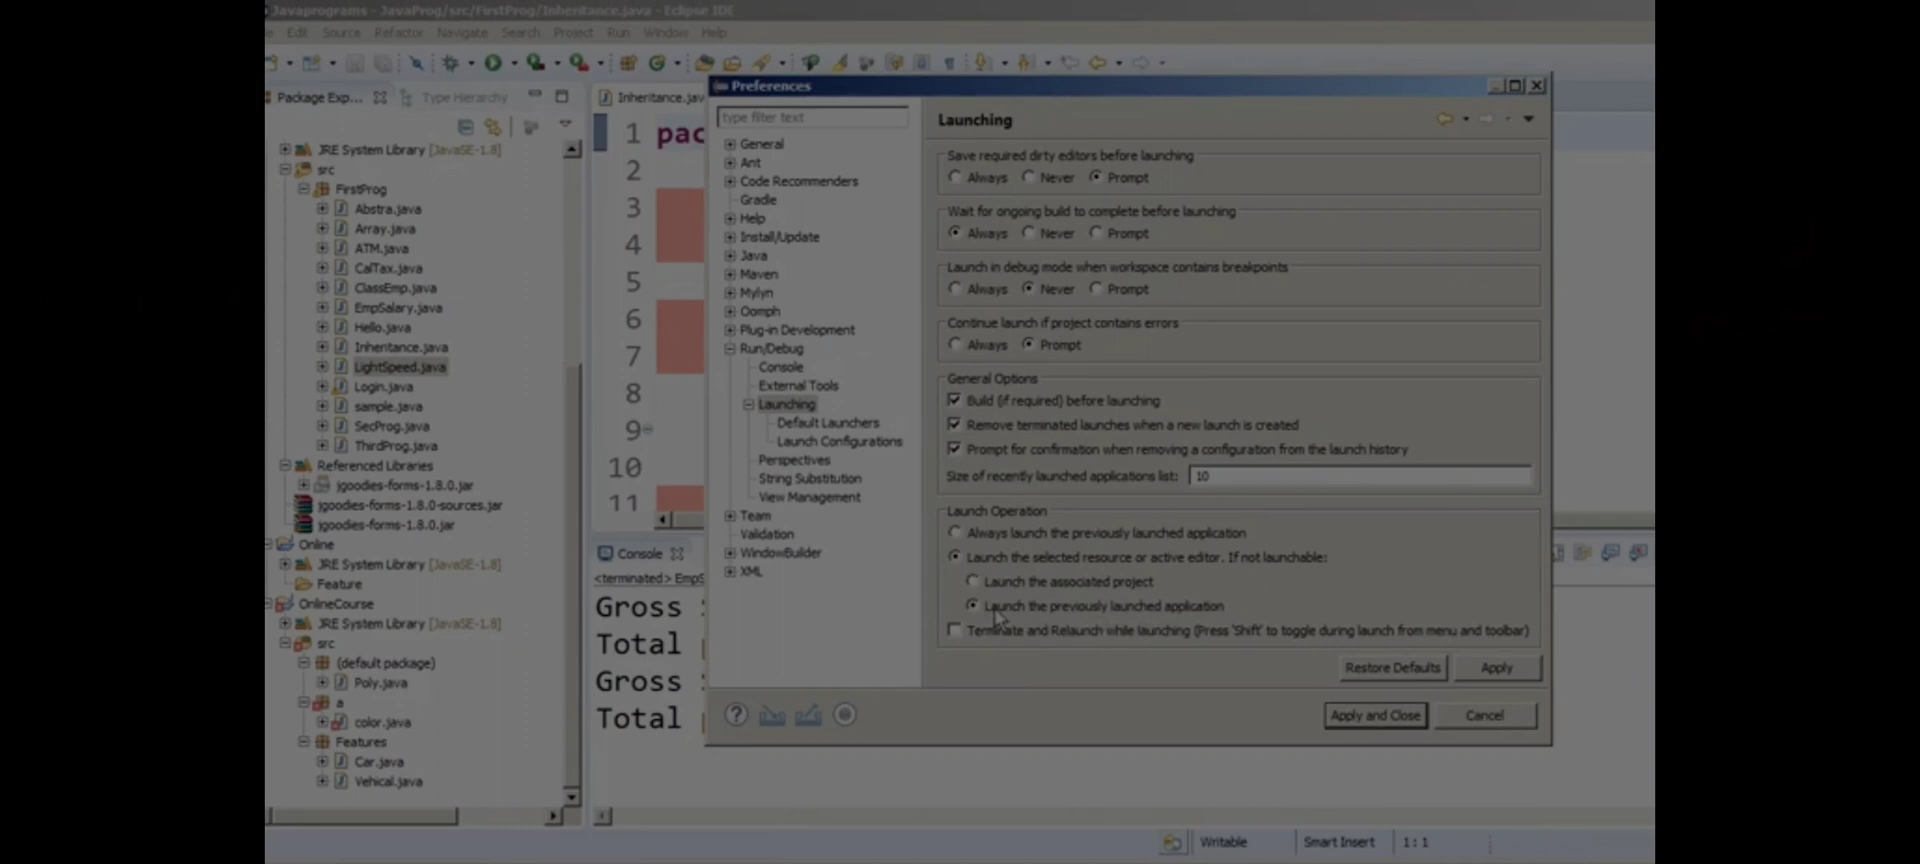 Javaprograms - JavaProg/src/FirstProg/Inheritance.java - Eclipse IDE
Edit Source Refactor Navigate Search Project Run Window Help
Package Exp... Type Hierarchy
JRE System Library [JavaSE-1.8]
src
FirstProg
Abstra.java
Array.java
ATM.java
CalTax.java
ClassEmp.java
EmpSalary.java
Hello.java
Inheritance.java
LightSpeed.java
Login.java
sample.java
SecProg.java
ThirdProg.java
Referenced Libraries
jgoodies-forms-1.8.0.jar
jgoodies-forms-1.8.0-sources.jar
jgoodies-forms-1.8.0.jar
Online
JRE System Library [JavaSE-1.8]
Feature
OnlineCourse
JRE System Library [JavaSE-1.8]
src
(default package)
Poly.java
a
color.java
Features
Car.java
Vehical.java
Inheritance.jav
1 pac
2
3
4
5
6
7
8
9
10
11
Console
<terminated> EmpS
Gross
Total
Gross
Total
Preferences
type filter text
General
Ant
Code Recommenders
Gradle
Help
Install/Update
Java
Maven
Mylyn
Oomph
Plug-in Development
Run/Debug
Console
External Tools
Launching
Default Launchers
Launch Configurations
Perspectives
String Substitution
View Management
Team
Validation
WindowBuilder
XML
Launching
Save required dirty editors before launching
Always Never Prompt
Wait for ongoing build to complete before launching
Always Never Prompt
Launch in debug mode when workspace contains breakpoints
Always Never Prompt
Continue launch if project contains errors
Always Prompt
General Options
Build (if required) before launching
Remove terminated launches when a new launch is created
Prompt for confirmation when removing a configuration from the launch history
Size of recently launched applications list: 10
Launch Operation
Always launch the previously launched application
Launch the selected resource or active editor. If not launchable:
Launch the associated project
Launch the previously launched application
Terminate and Relaunch while launching (Press 'Shift' to toggle during launch from menu and toolbar)
Restore Defaults Apply
Apply and Close Cancel
Writable Smart Insert 1 : 1